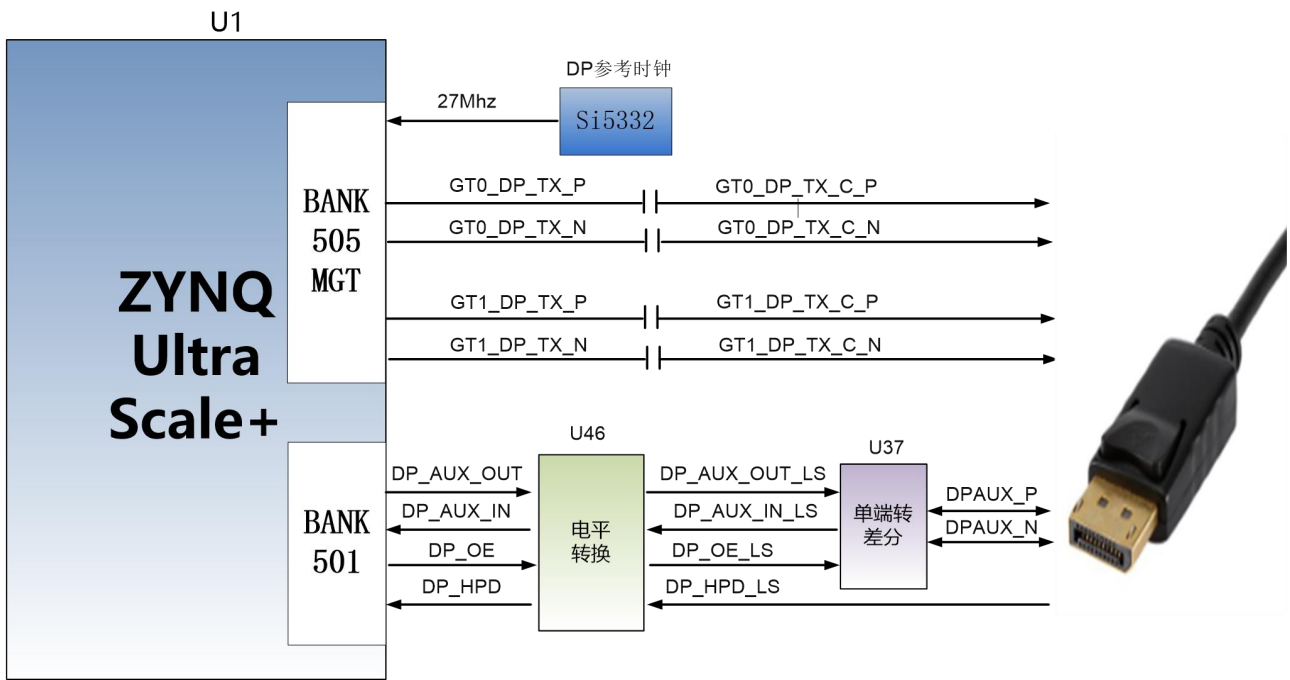 U1
DP参考时钟
27Mhz
Si5332
BANK
505
MGT
GT0_DP_TX_P
GT0_DP_TX_C_P
GT0_DP_TX_N
GT0_DP_TX_C_N
GT1_DP_TX_P
GT1_DP_TX_C_P
GT1_DP_TX_N
GT1_DP_TX_C_N
ZYNQ
Ultra
Scale+
BANK
501
U46
U37
DP_AUX_OUT
DP_AUX_IN
DP_OE
DP_HPD
电平
转换
DP_AUX_OUT_LS
DP_AUX_IN_LS
DP_OE_LS
DP_HPD_LS
单端转
差分
DPAUX_P
DPAUX_N